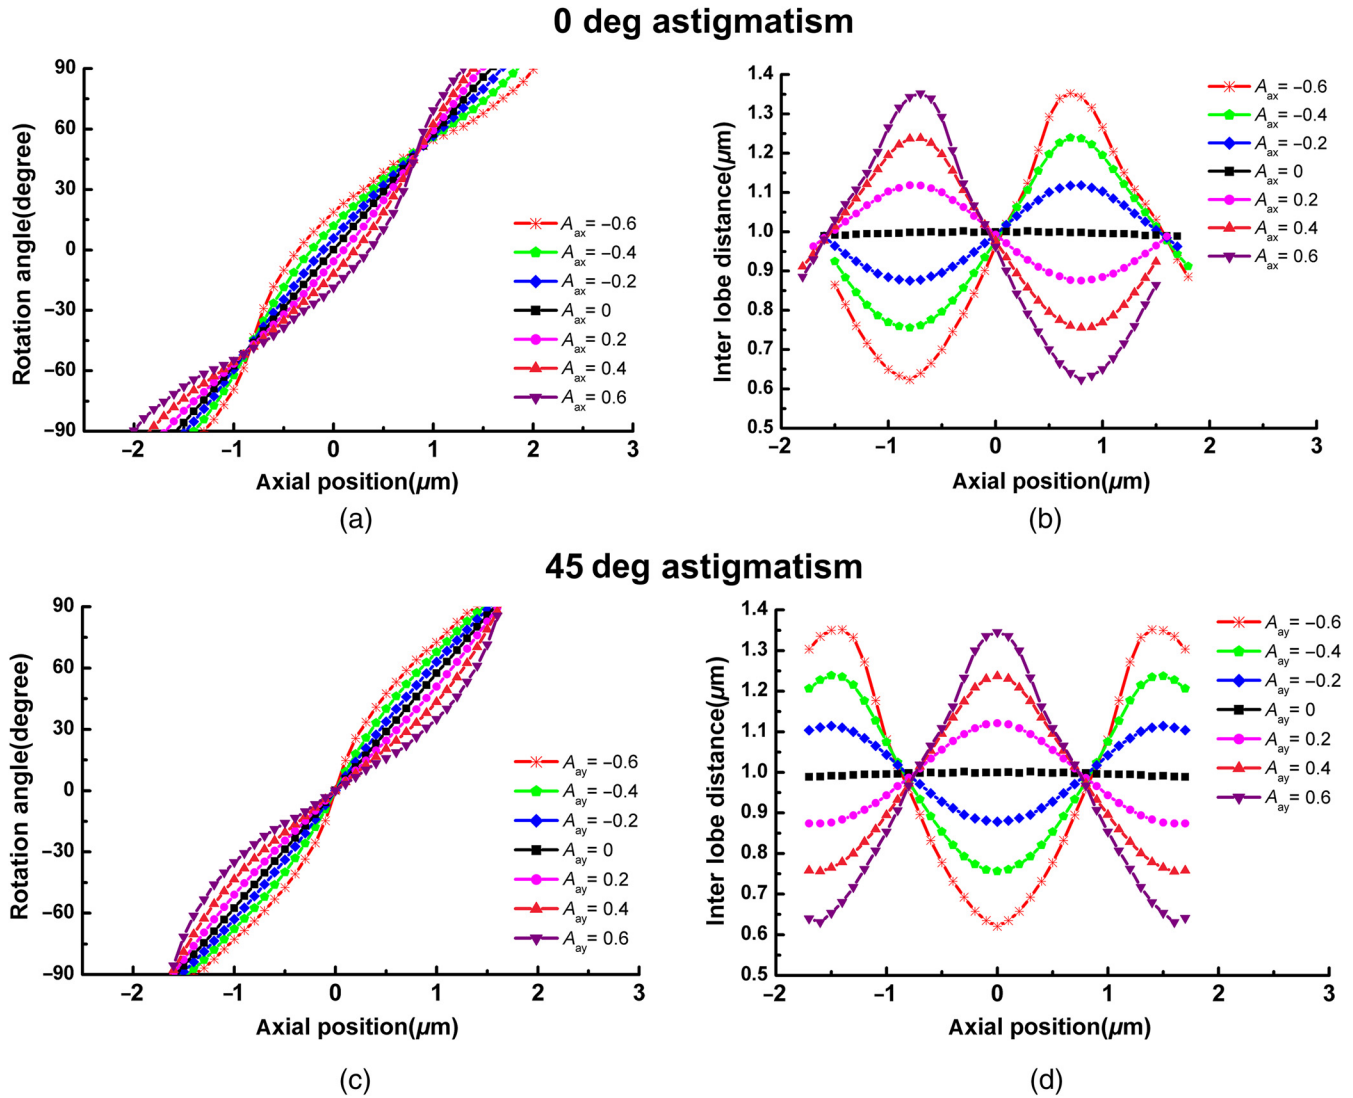 0 deg astigmatism
90
60
30
0
−30
−60
−90
Rotation angle(degree)
−2 −1 0 1 2 3
Axial position(μm)
A_ax = −0.6
A_ax = −0.4
A_ax = −0.2
A_ax = 0
A_ax = 0.2
A_ax = 0.4
A_ax = 0.6
(a)
1.4
1.3
1.2
1.1
1.0
0.9
0.8
0.7
0.6
0.5
Inter lobe distance(μm)
−2 −1 0 1 2 3
Axial position(μm)
A_ax = −0.6
A_ax = −0.4
A_ax = −0.2
A_ax = 0
A_ax = 0.2
A_ax = 0.4
A_ax = 0.6
(b)
45 deg astigmatism
90
60
30
0
−30
−60
−90
Rotation angle(degree)
−2 −1 0 1 2 3
Axial position(μm)
A_ay = −0.6
A_ay = −0.4
A_ay = −0.2
A_ay = 0
A_ay = 0.2
A_ay = 0.4
A_ay = 0.6
(c)
1.4
1.3
1.2
1.1
1.0
0.9
0.8
0.7
0.6
0.5
Inter lobe distance(μm)
−2 −1 0 1 2 3
Axial position(μm)
A_ay = −0.6
A_ay = −0.4
A_ay = −0.2
A_ay = 0
A_ay = 0.2
A_ay = 0.4
A_ay = 0.6
(d)